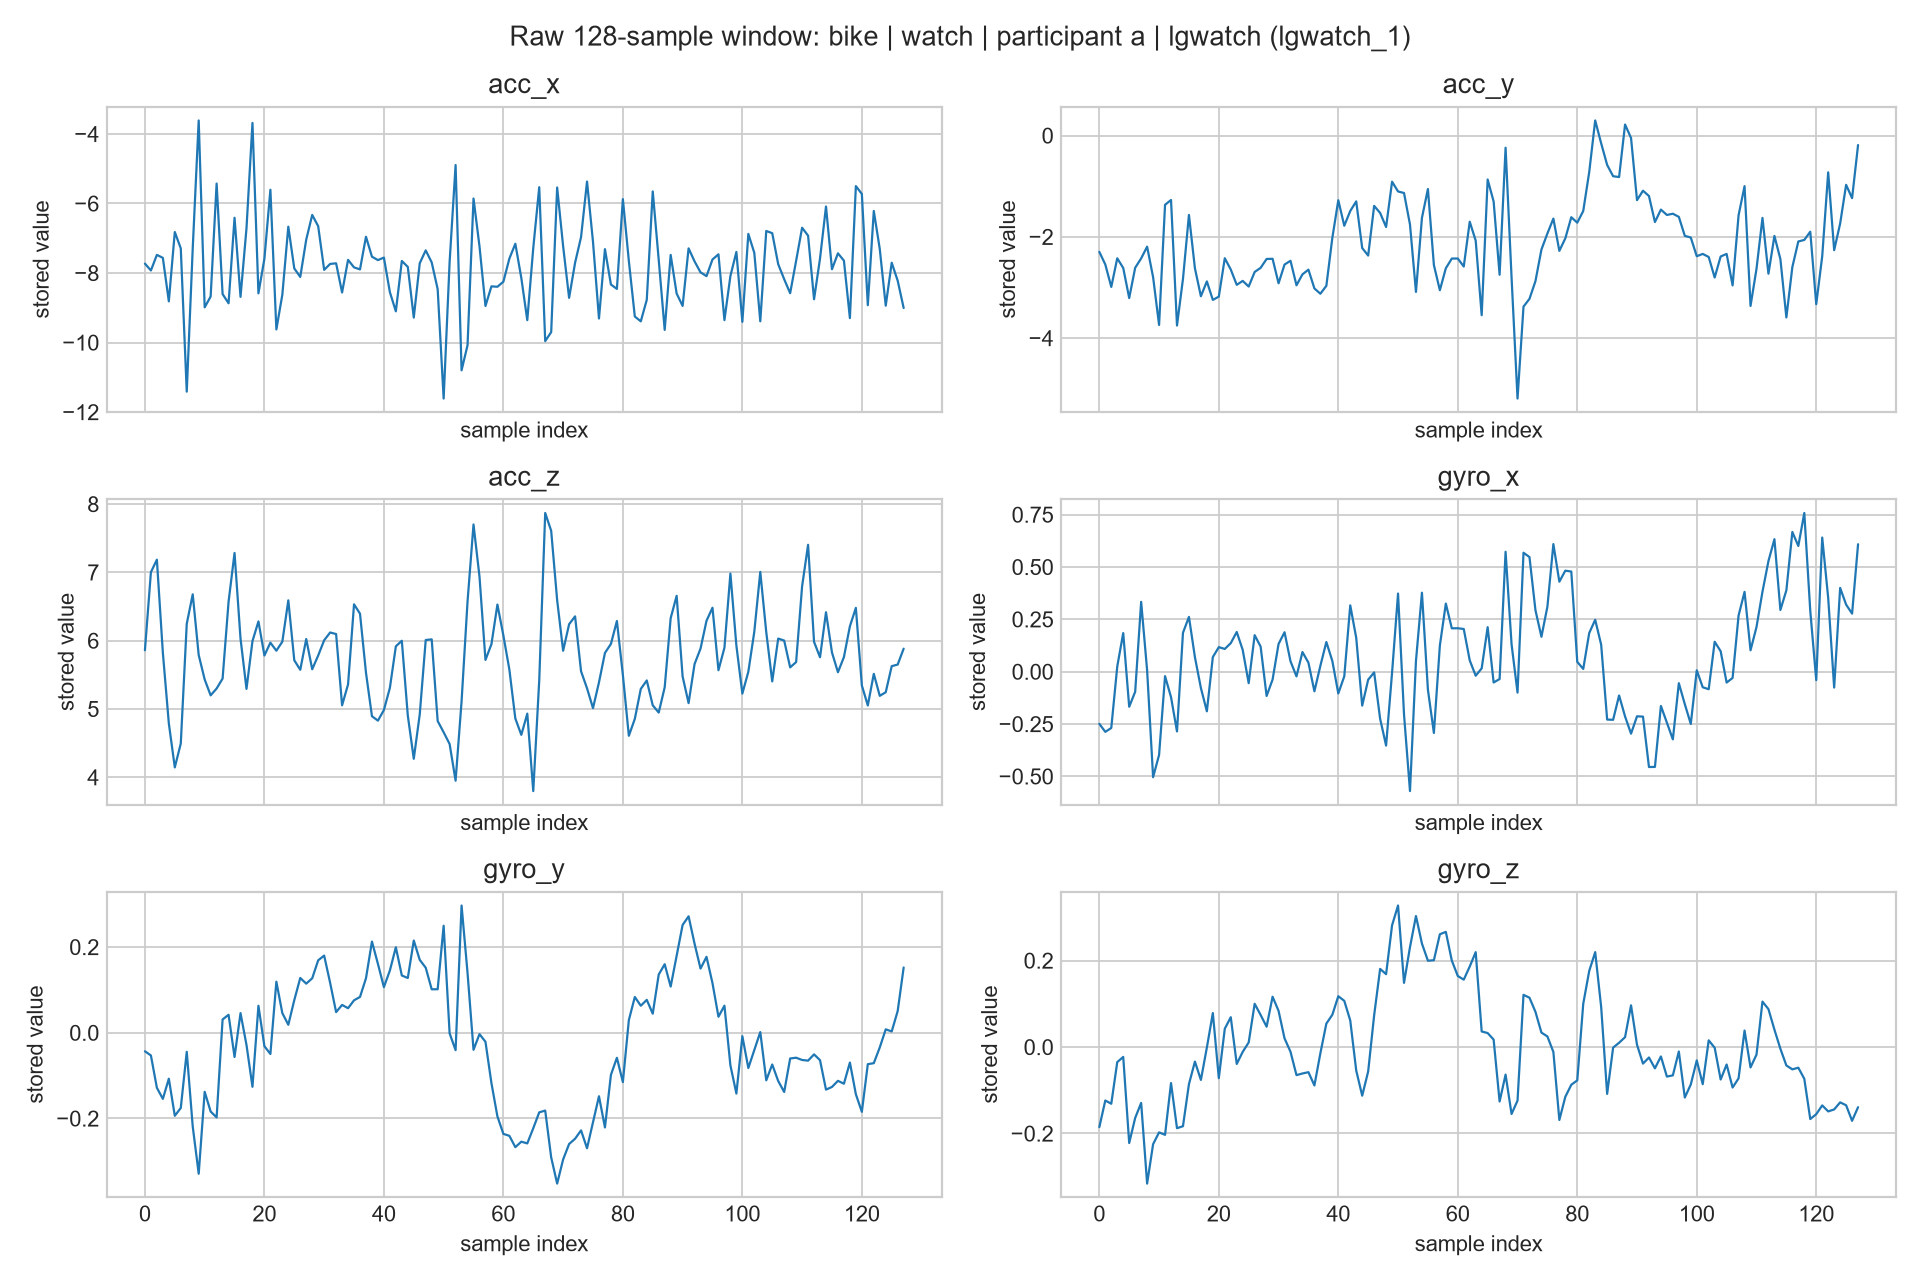 Raw 128-sample window: bike | watch | participant a | lgwatch (lgwatch_1)
acc_x
−4
−6
−8
−10
−12
stored value
sample index
acc_y
0
−2
−4
stored value
sample index
acc_z
8
7
6
5
4
stored value
sample index
gyro_x
0.75
0.50
0.25
0.00
−0.25
−0.50
stored value
sample index
gyro_y
0.2
0.0
−0.2
stored value
0 20 40 60 80 100 120
sample index
gyro_z
0.2
0.0
−0.2
stored value
0 20 40 60 80 100 120
sample index